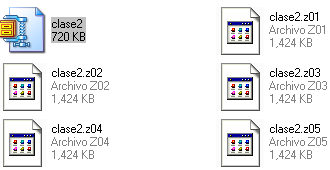 clase2
720 KB
clase2.z01
Archivo Z01
1,424 KB
clase2.z02
Archivo Z02
1,424 KB
clase2.z03
Archivo Z03
1,424 KB
clase2.z04
Archivo Z04
1,424 KB
clase2.z05
Archivo Z05
1,424 KB